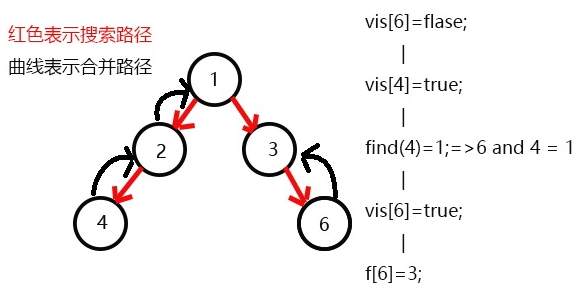 红色表示搜索路径
曲线表示合并路径
1
2
3
4
6
vis[6]=flase;
|
vis[4]=true;
|
find(4)=1;=>6 and 4 = 1
|
vis[6]=true;
|
f[6]=3;